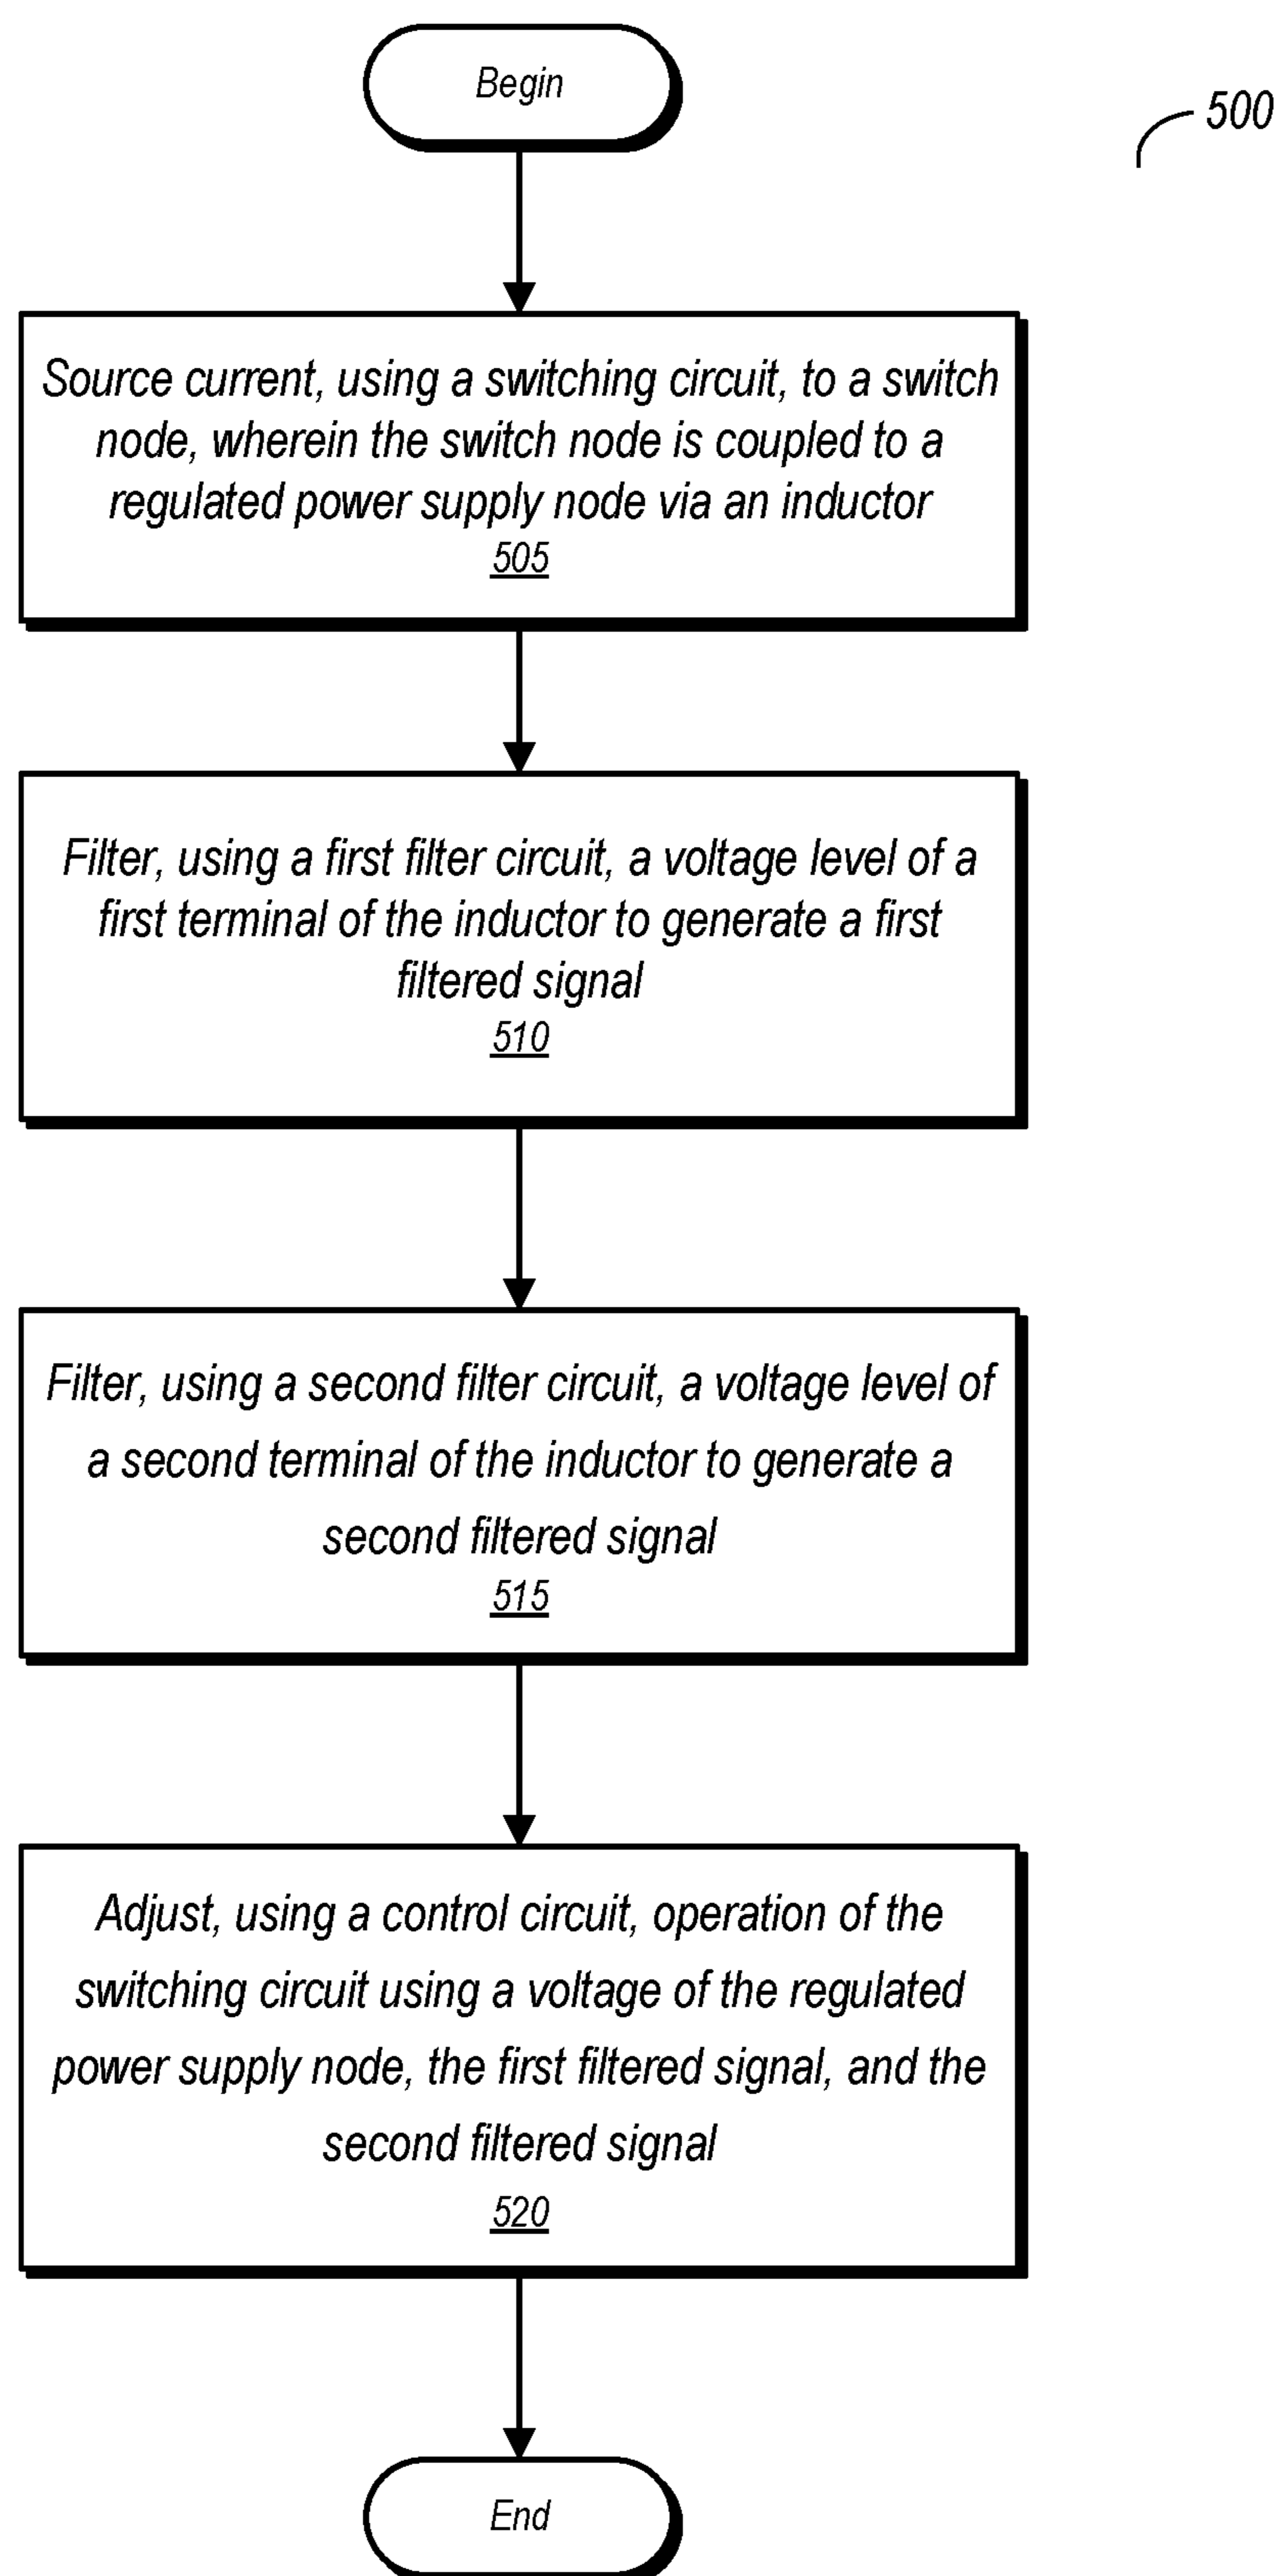 Begin
500
Source current, using a switching circuit, to a switch
node, wherein the switch node is coupled to a
regulated power supply node via an inductor
505
Filter, using a first filter circuit, a voltage level of a
first terminal of the inductor to generate a first
filtered signal
510
Filter, using a second filter circuit, a voltage level of
a second terminal of the inductor to generate a
second filtered signal
515
Adjust, using a control circuit, operation of the
switching circuit using a voltage of the regulated
power supply node, the first filtered signal, and the
second filtered signal
520
End